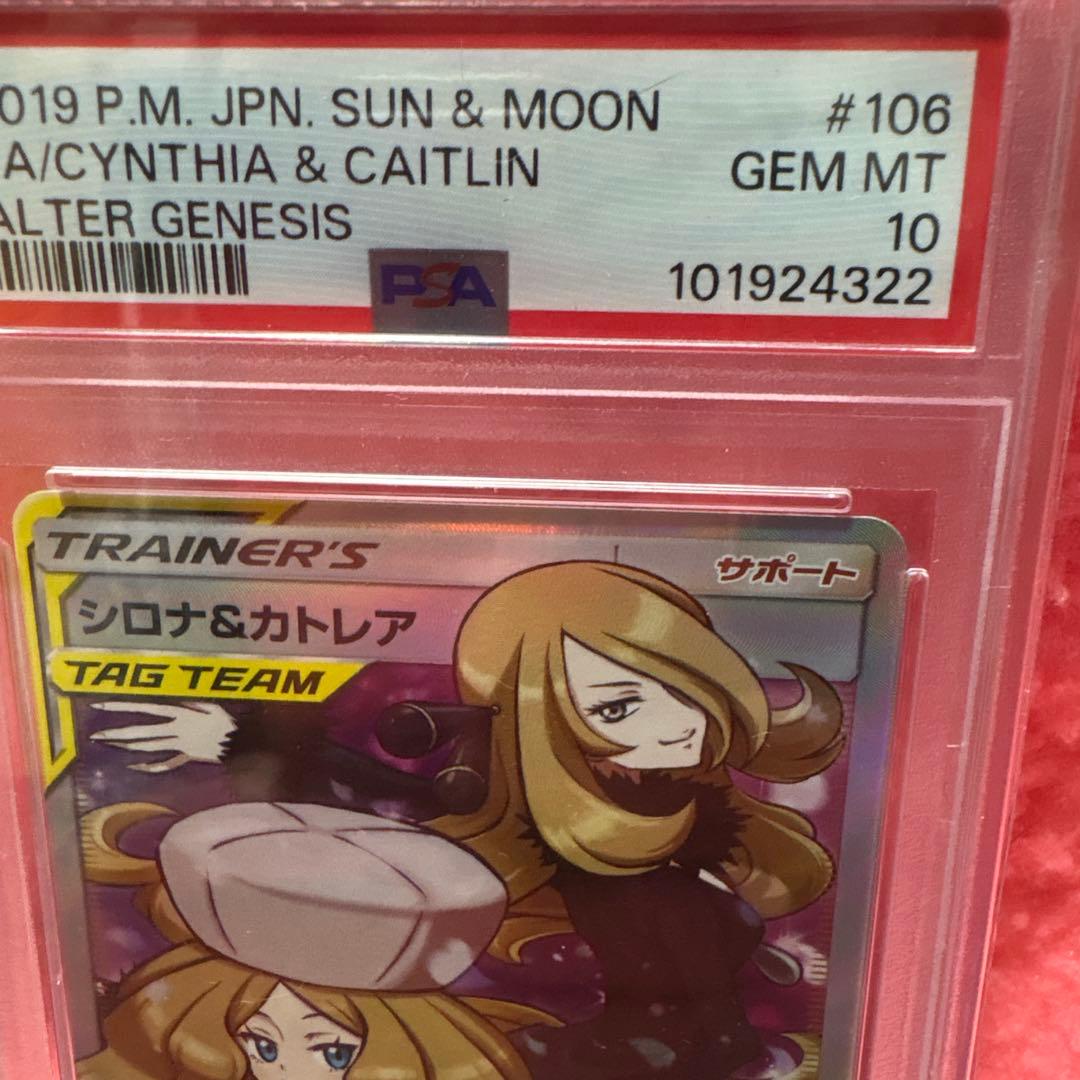 019 P.M. JPN. SUN & MOON #106
A/CYNTHIA & CAITLIN GEM MT
ALTER GENESIS 10
PSA 101924322
TRAINER'S サポート
シロナ&カトレア
TAG TEAM